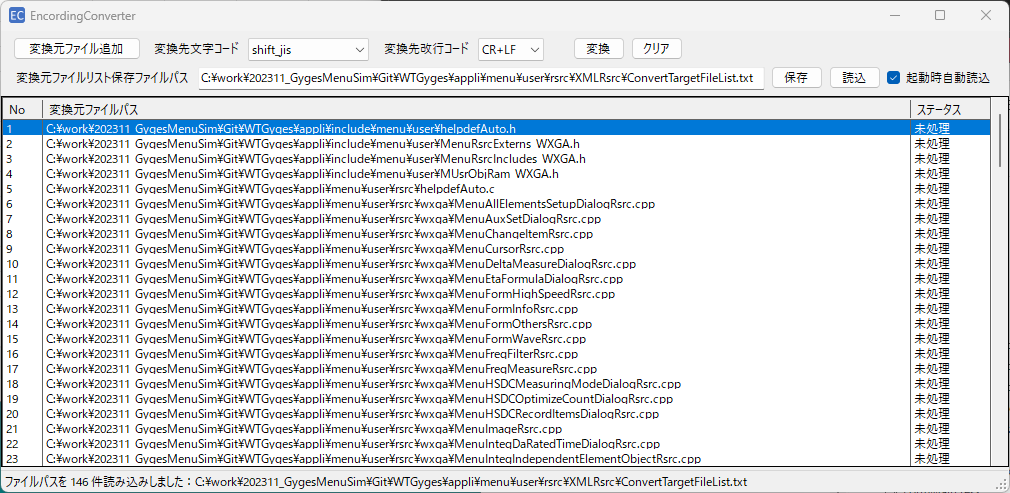 EC EncordingConverter
変換元ファイル追加 変換先文字コード shift_jis 変換先改行コード CR+LF 変換 クリア
変換元ファイルリスト保存ファイルパス C:¥work¥202311_GygesMenuSim¥Git¥WTGyges¥appli¥menu¥user¥rsrc¥XMLRsrc¥ConvertTargetFileList.txt 保存 読込 起動時自動読込
No 変換元ファイルパス ステータス
1 C:¥work¥202311_GygesMenuSim¥Git¥WTGyges¥appli¥include¥menu¥user¥helpdefAuto.h 未処理
2 C:¥work¥202311_GygesMenuSim¥Git¥WTGyges¥appli¥include¥menu¥user¥MenuRsrcExterns_WXGA.h 未処理
3 C:¥work¥202311_GygesMenuSim¥Git¥WTGyges¥appli¥include¥menu¥user¥MenuRsrcIncludes_WXGA.h 未処理
4 C:¥work¥202311_GygesMenuSim¥Git¥WTGyges¥appli¥include¥menu¥user¥MUsrObjRam_WXGA.h 未処理
5 C:¥work¥202311_GygesMenuSim¥Git¥WTGyges¥appli¥menu¥user¥rsrc¥helpdefAuto.c 未処理
6 C:¥work¥202311_GygesMenuSim¥Git¥WTGyges¥appli¥menu¥user¥rsrc¥wxga¥MenuAllElementsSetupDialogRsrc.cpp 未処理
7 C:¥work¥202311_GygesMenuSim¥Git¥WTGyges¥appli¥menu¥user¥rsrc¥wxga¥MenuAuxSetDialogRsrc.cpp 未処理
8 C:¥work¥202311_GygesMenuSim¥Git¥WTGyges¥appli¥menu¥user¥rsrc¥wxga¥MenuChangeItemRsrc.cpp 未処理
9 C:¥work¥202311_GygesMenuSim¥Git¥WTGyges¥appli¥menu¥user¥rsrc¥wxga¥MenuCursorRsrc.cpp 未処理
10 C:¥work¥202311_GygesMenuSim¥Git¥WTGyges¥appli¥menu¥user¥rsrc¥wxga¥MenuDeltaMeasureDialogRsrc.cpp 未処理
11 C:¥work¥202311_GygesMenuSim¥Git¥WTGyges¥appli¥menu¥user¥rsrc¥wxga¥MenuEtaFormulaDialogRsrc.cpp 未処理
12 C:¥work¥202311_GygesMenuSim¥Git¥WTGyges¥appli¥menu¥user¥rsrc¥wxga¥MenuFormHighSpeedRsrc.cpp 未処理
13 C:¥work¥202311_GygesMenuSim¥Git¥WTGyges¥appli¥menu¥user¥rsrc¥wxga¥MenuFormInfoRsrc.cpp 未処理
14 C:¥work¥202311_GygesMenuSim¥Git¥WTGyges¥appli¥menu¥user¥rsrc¥wxga¥MenuFormOthersRsrc.cpp 未処理
15 C:¥work¥202311_GygesMenuSim¥Git¥WTGyges¥appli¥menu¥user¥rsrc¥wxga¥MenuFormWaveRsrc.cpp 未処理
16 C:¥work¥202311_GygesMenuSim¥Git¥WTGyges¥appli¥menu¥user¥rsrc¥wxga¥MenuFreqFilterRsrc.cpp 未処理
17 C:¥work¥202311_GygesMenuSim¥Git¥WTGyges¥appli¥menu¥user¥rsrc¥wxga¥MenuFreqMeasureRsrc.cpp 未処理
18 C:¥work¥202311_GygesMenuSim¥Git¥WTGyges¥appli¥menu¥user¥rsrc¥wxga¥MenuHSDCMeasuringModeDialogRsrc.cpp 未処理
19 C:¥work¥202311_GygesMenuSim¥Git¥WTGyges¥appli¥menu¥user¥rsrc¥wxga¥MenuHSDCOptimizeCountDialogRsrc.cpp 未処理
20 C:¥work¥202311_GygesMenuSim¥Git¥WTGyges¥appli¥menu¥user¥rsrc¥wxga¥MenuHSDCRecordItemsDialogRsrc.cpp 未処理
21 C:¥work¥202311_GygesMenuSim¥Git¥WTGyges¥appli¥menu¥user¥rsrc¥wxga¥MenuImageRsrc.cpp 未処理
22 C:¥work¥202311_GygesMenuSim¥Git¥WTGyges¥appli¥menu¥user¥rsrc¥wxga¥MenuIntegDaRatedTimeDialogRsrc.cpp 未処理
23 C:¥work¥202311_GygesMenuSim¥Git¥WTGyges¥appli¥menu¥user¥rsrc¥wxga¥MenuIntegIndependentElementObjectRsrc.cpp 未処理
ファイルパスを 146 件読み込みしました：C:¥work¥202311_GygesMenuSim¥Git¥WTGyges¥appli¥menu¥user¥rsrc¥XMLRsrc¥ConvertTargetFileList.txt